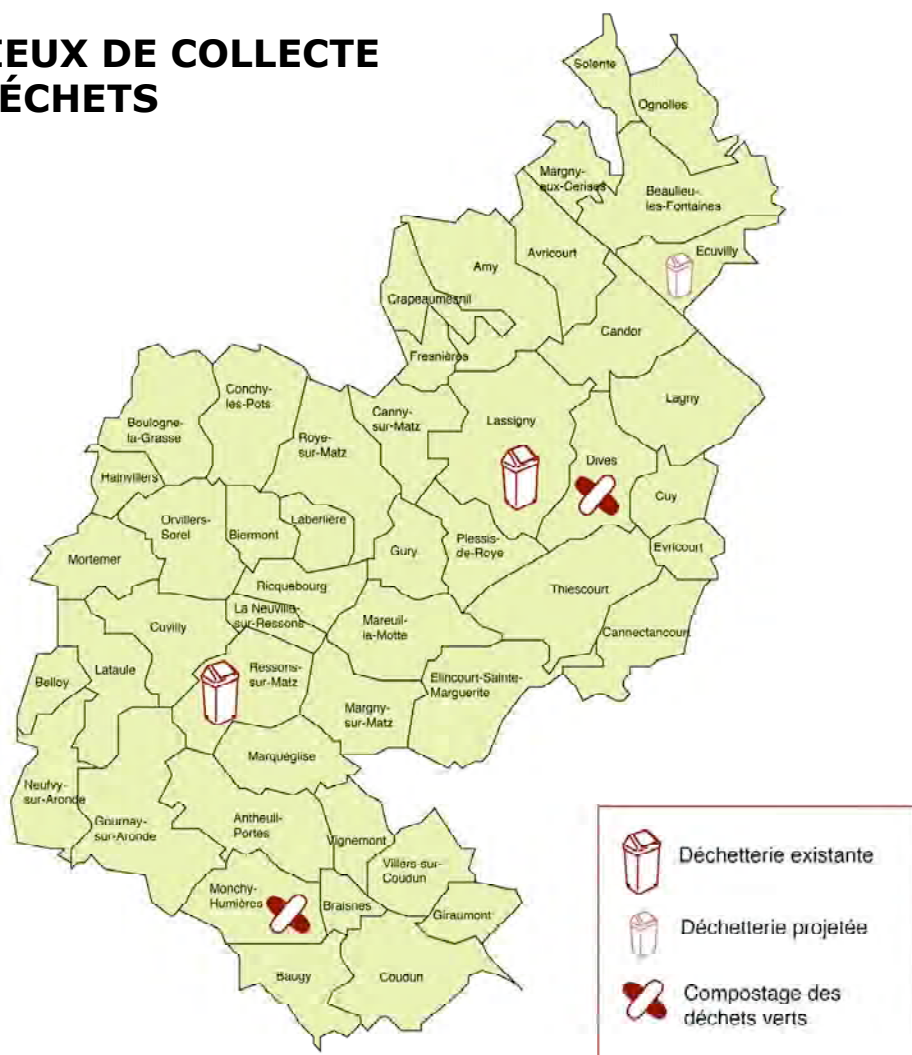 IEUX DE COLLECTE
ÉCHETS
Solente
Ognolles
Margny-
aux-Cerises
Beaulieu-
les-Fontaines
Avricourt
Ecuvilly
Amy
Crapeaumesnil
Candor
Fresnières
Conchy-
les-Pots
Lagny
Canny-
sur-Matz
Lassigny
Boulogne-
la-Grasse
Roye-
sur-Matz
Dives
Hainvillers
Cuy
Orvillers-
Sorel
Biermont
Laberlière
Plessis-
de-Roye
Evricourt
Gury
Mortemer
Ricquebourg
Thiescourt
La Neuville-
sur-Ressons
Cuvilly
Mareuil-
la-Motte
Cannectancourt
Lataule
Belloy
Ressons-
sur-Matz
Elincourt-Sainte-
Marguerite
Margny-
sur-Matz
Marquéglise
Neufvy-
sur-Aronde
Gournay-
sur-Aronde
Antheuil-
Portes
Vignemont
Villers-sur-
Coudun
Monchy-
Humières
Braisnes
Giraumont
Baugy
Coudun
Déchetterie existante
Déchetterie projetée
Compostage des
déchets verts